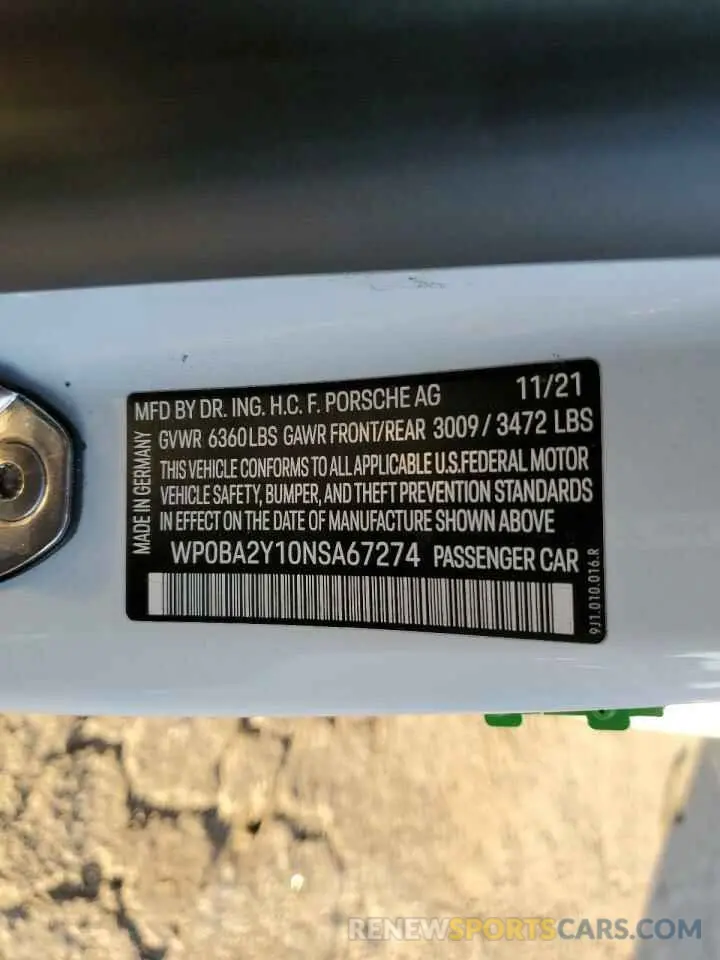 MFD BY DR. ING. H.C. F. PORSCHE AG 11/21
GVWR 6360 LBS GAWR FRONT/REAR 3009 / 3472 LBS
THIS VEHICLE CONFORMS TO ALL APPLICABLE U.S. FEDERAL MOTOR
VEHICLE SAFETY, BUMPER, AND THEFT PREVENTION STANDARDS
IN EFFECT ON THE DATE OF MANUFACTURE SHOWN ABOVE
WP0BA2Y10NSA67274 PASSENGER CAR
MADE IN GERMANY
9J1.010.016.R
RENEWSPORTSCARS.COM